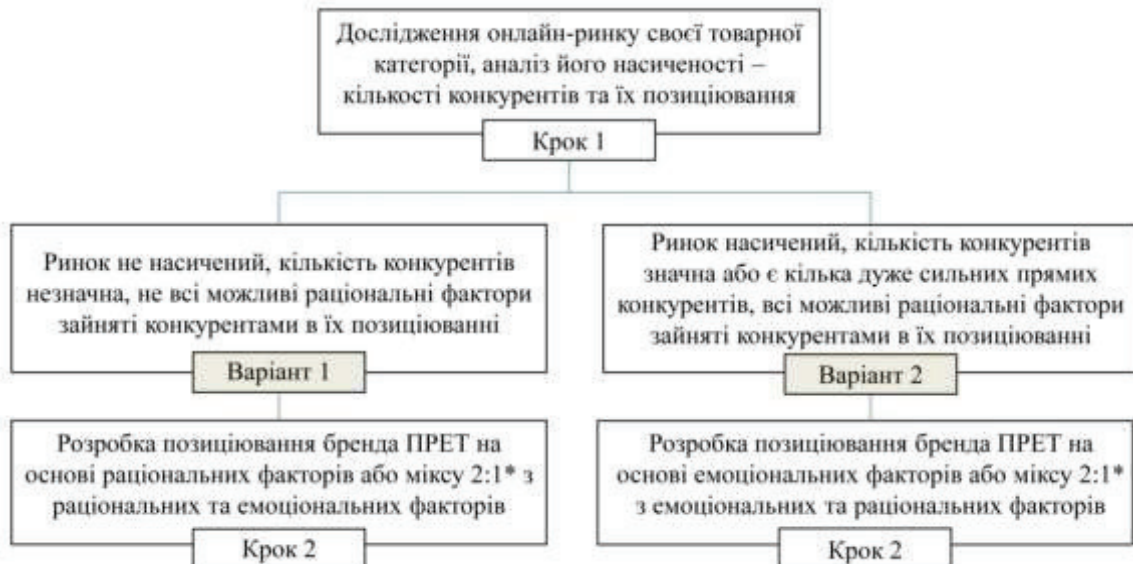 Дослідження онлайн-ринку своєї товарної
категорії, аналіз його насиченості –
кількості конкурентів та їх позиціювання
Крок 1
Ринок не насичений, кількість конкурентів
незначна, не всі можливі раціональні фактори
зайняті конкурентами в їх позиціюванні
Варіант 1
Ринок насичений, кількість конкурентів
значна або є кілька дуже сильних прямих
конкурентів, всі можливі раціональні фактори
зайняті конкурентами в їх позиціюванні
Варіант 2
Розробка позиціювання бренда ПРЕТ на
основі раціональних факторів або міксу 2:1* з
раціональних та емоціональних факторів
Крок 2
Розробка позиціювання бренда ПРЕТ на
основі емоціональних факторів або міксу 2:1*
з емоціональних та раціональних факторів
Крок 2